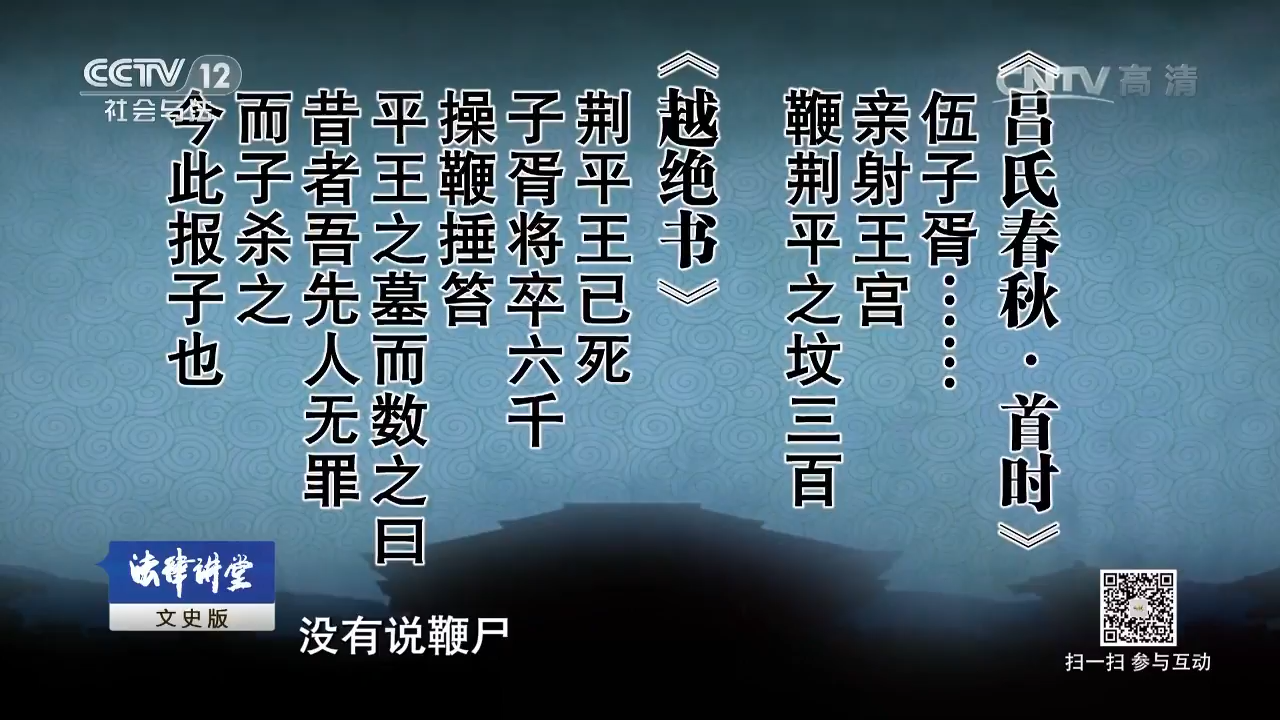 CCTV 12
社会与法
CNTV 高清
《吕氏春秋·首时》
伍子胥……
亲射王宫
鞭荆平之坟三百
《越绝书》
荆平王已死
子胥将卒六千
操鞭捶笞
平王之墓而数之曰
昔者吾先人无罪
而子杀之
今此报子也
法律讲堂
文史版
没有说鞭尸
扫一扫 参与互动